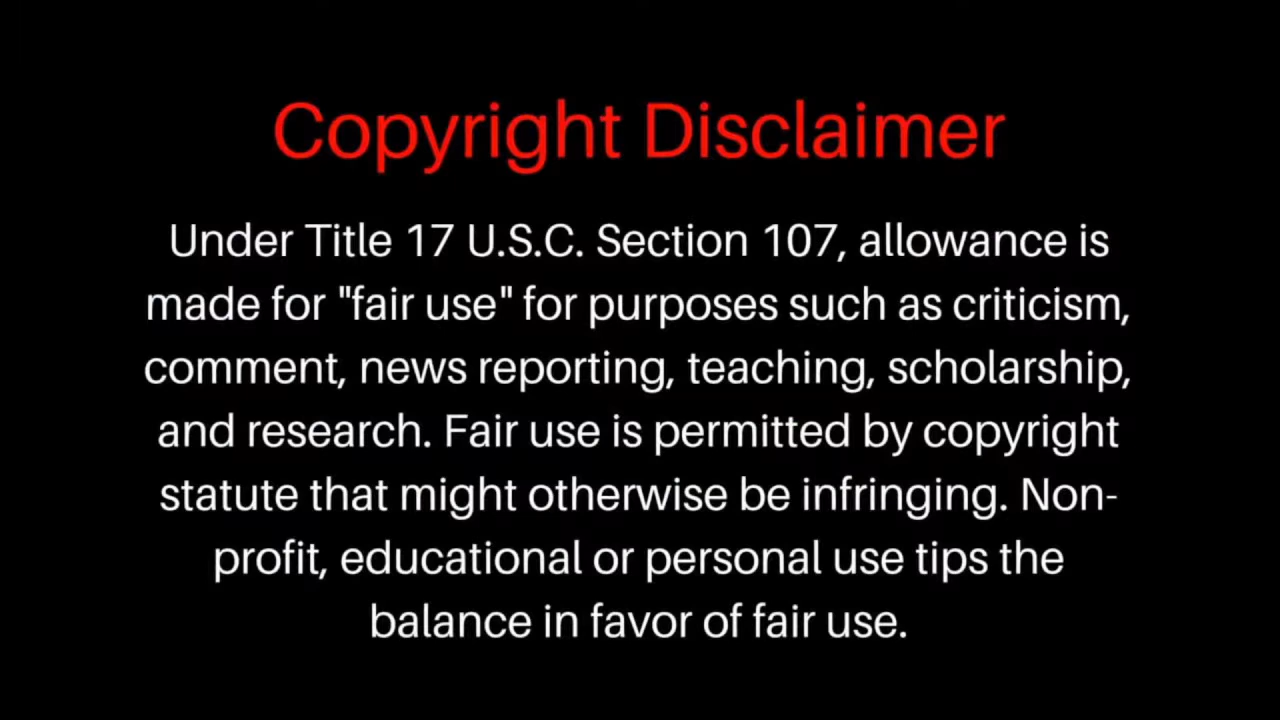 Copyright Disclaimer
Under Title 17 U.S.C. Section 107, allowance is
made for "fair use" for purposes such as criticism,
comment, news reporting, teaching, scholarship,
and research. Fair use is permitted by copyright
statute that might otherwise be infringing. Non-
profit, educational or personal use tips the
balance in favor of fair use.